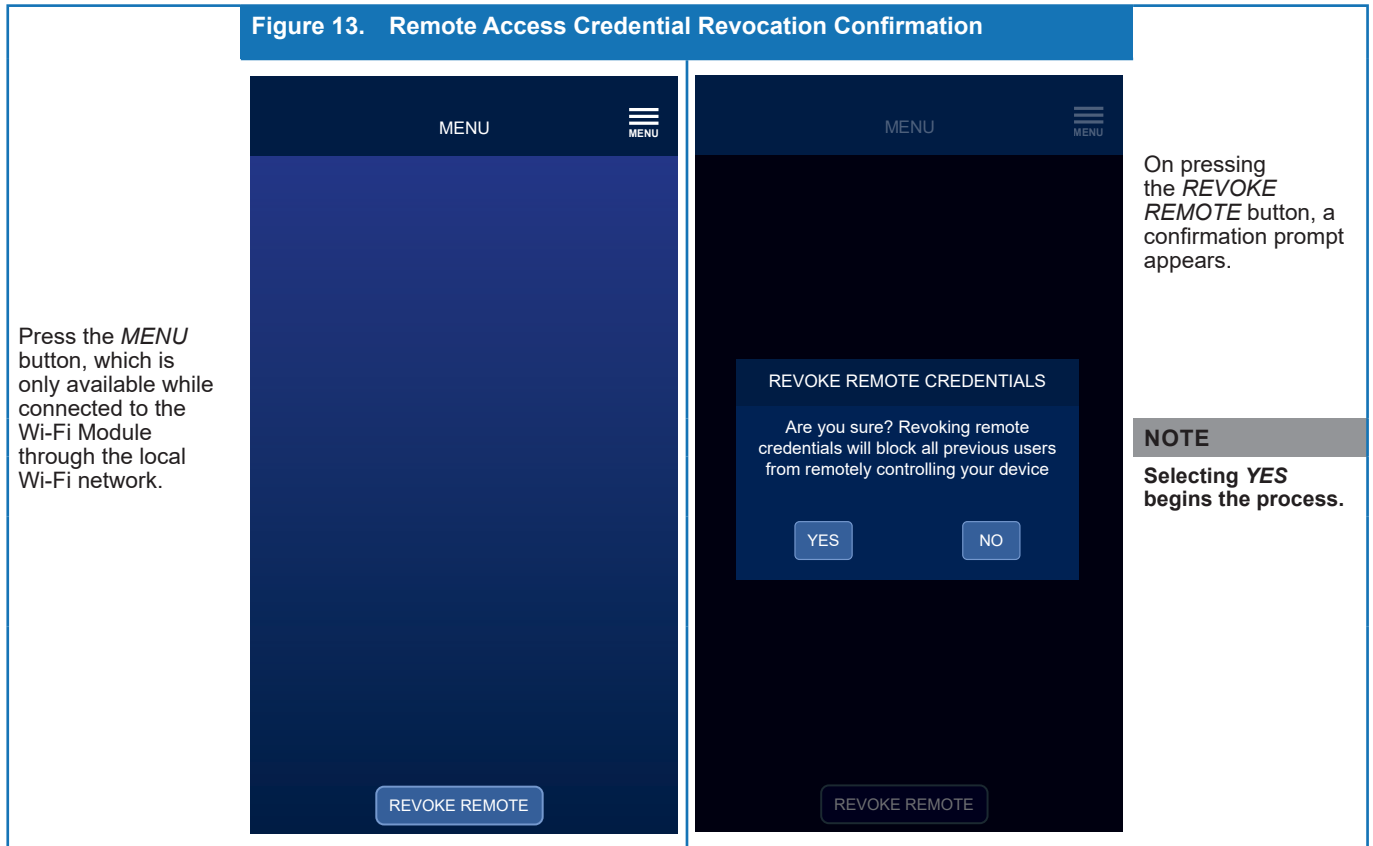 Figure 13. Remote Access Credential Revocation Confirmation
Press the MENU
button, which is
only available while
connected to the
Wi-Fi Module
through the local
Wi-Fi network.
MENU
MENU
REVOKE REMOTE
MENU
MENU
REVOKE REMOTE CREDENTIALS
Are you sure? Revoking remote
credentials will block all previous users
from remotely controlling your device
YES
NO
REVOKE REMOTE
On pressing
the REVOKE
REMOTE button, a
confirmation prompt
appears.
NOTE
Selecting YES
begins the process.